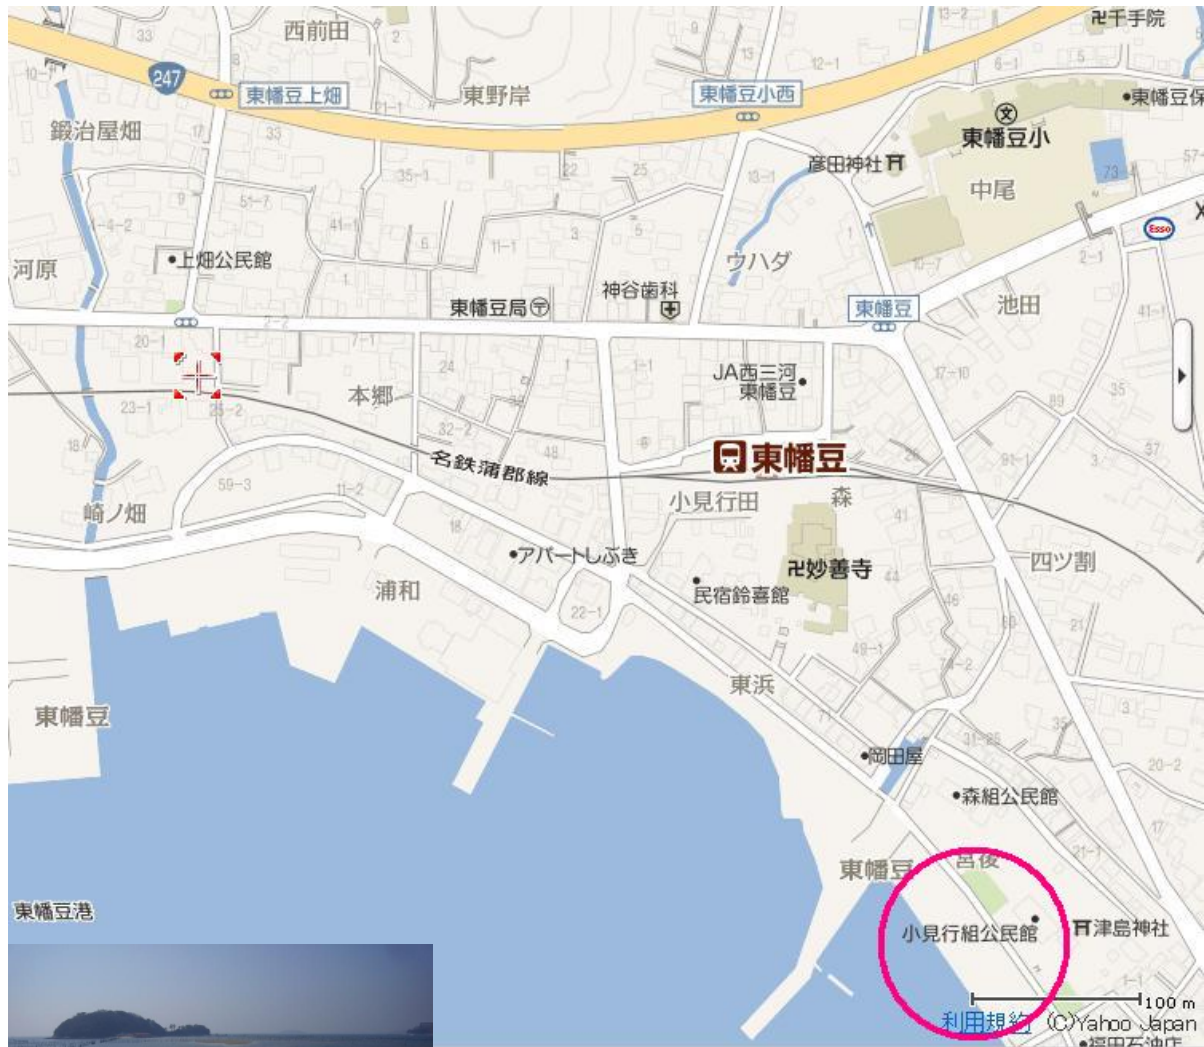 西前田
卍千手院
247
東幡豆上畑
東野岸
東幡豆小西
東幡豆保
鍛治屋畑
東幡豆小
彦田神社
中尾
上畑公民館
河原
ウハダ
Esso
神谷歯科
東幡豆局
東幡豆
池田
JA西三河
東幡豆
本郷
東幡豆
名鉄蒲郡線
小見行田
森
崎ノ畑
アパートしぶき
四ツ割
卍妙善寺
浦和
民宿鈴喜館
東浜
東幡豆
岡田屋
森組公民館
宮後
東幡豆
東幡豆港
小見行組公民館
津島神社
100 m
利用規約 (C)Yahoo Japan
福田石油店